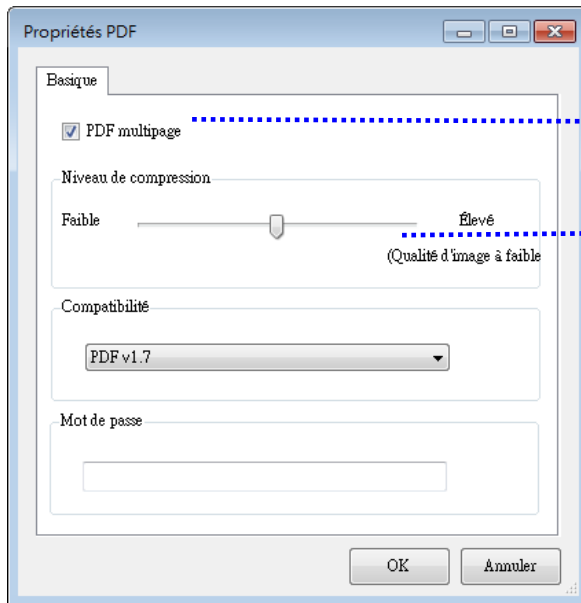 Propriétés PDF
Basique
PDF multipage
Niveau de compression
Faible
Élevé
(Qualité d'image à faible
Compatibilité
PDF v1.7
Mot de passe
OK
Annuler